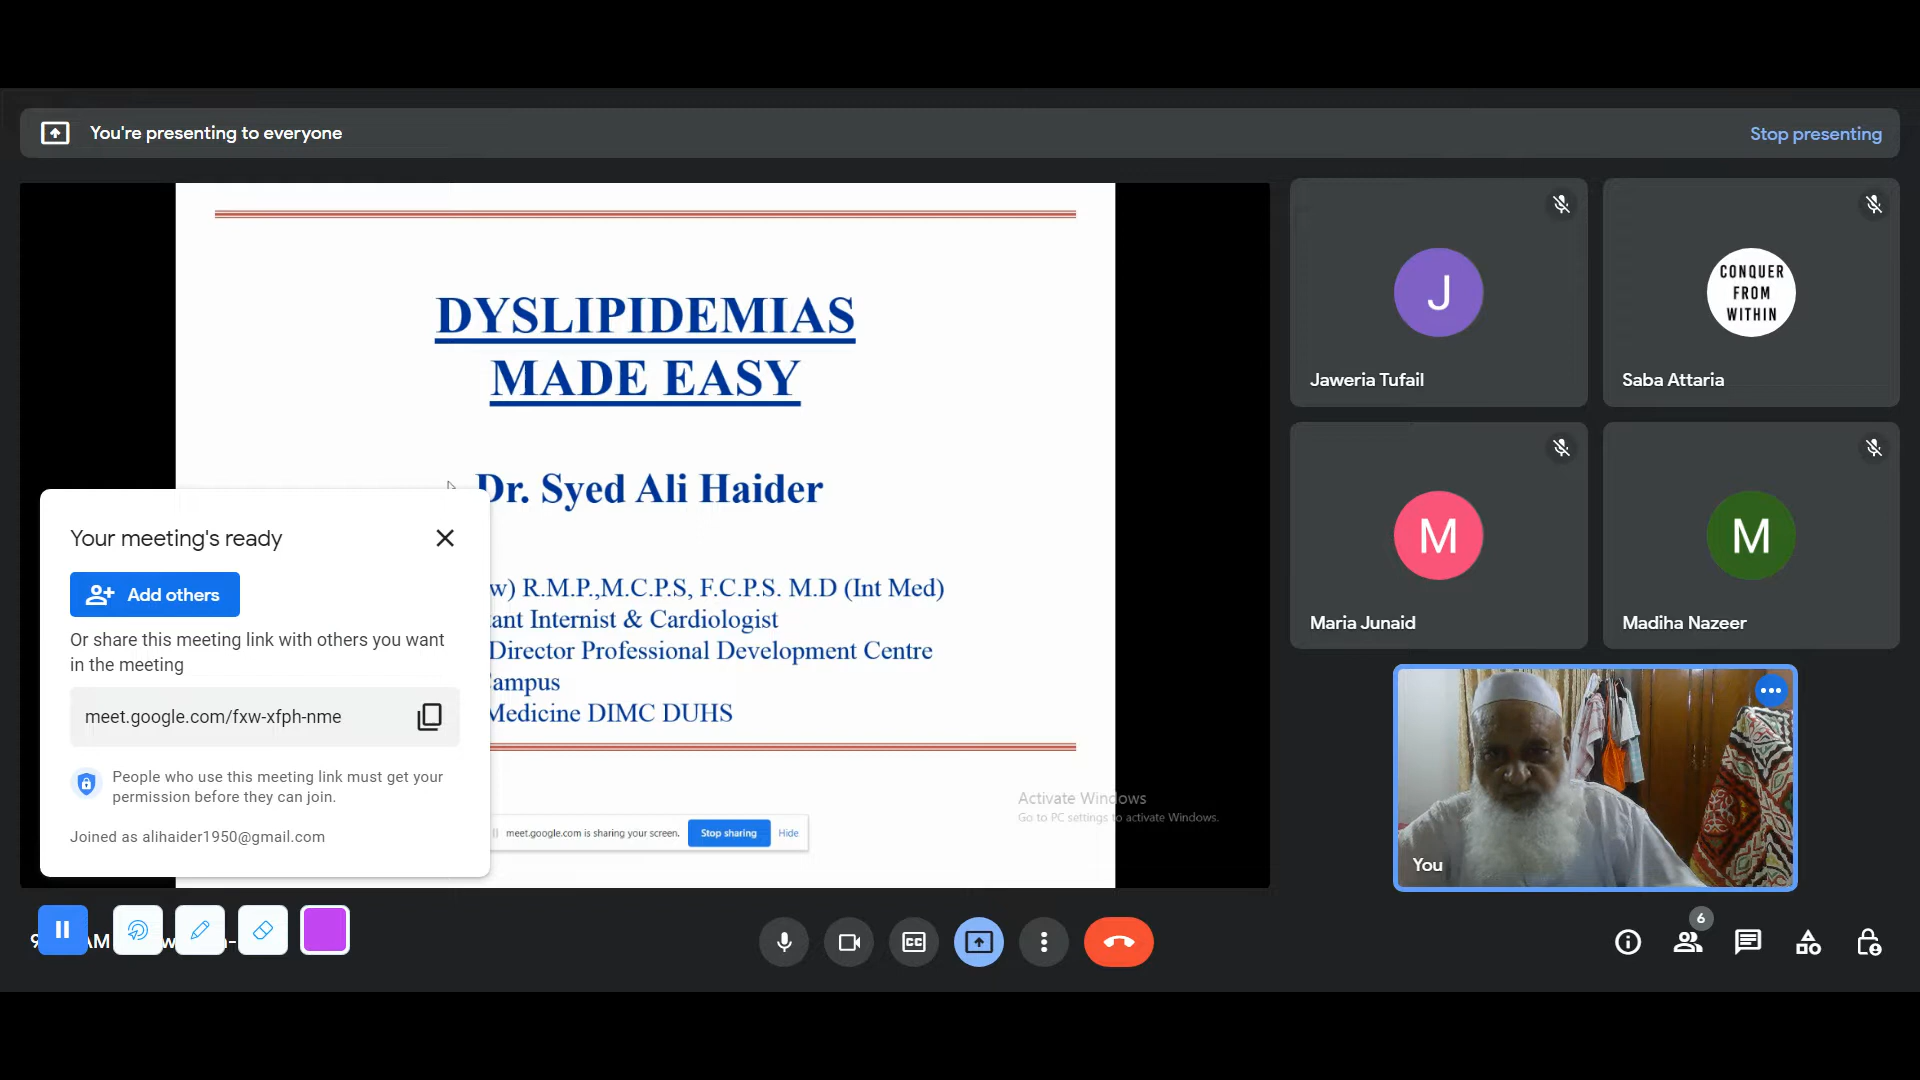 You're presenting to everyone
Stop presenting
DYSLIPIDEMIAS
MADE EASY
Dr. Syed Ali Haider
w) R.M.P.,M.C.P.S, F.C.P.S. M.D (Int Med)
tant Internist & Cardiologist
Director Professional Development Centre
ampus
Medicine DIMC DUHS
Your meeting's ready
Add others
Or share this meeting link with others you want
in the meeting
meet.google.com/fxw-xfph-nme
People who use this meeting link must get your
permission before they can join.
Joined as alihaider1950@gmail.com
meet.google.com is sharing your screen.
Stop sharing
Hide
Activate Windows
Go to PC settings to activate Windows.
J
Jaweria Tufail
CONQUER
FROM
WITHIN
Saba Attaria
M
Maria Junaid
M
Madiha Nazeer
You
AM
CC
6